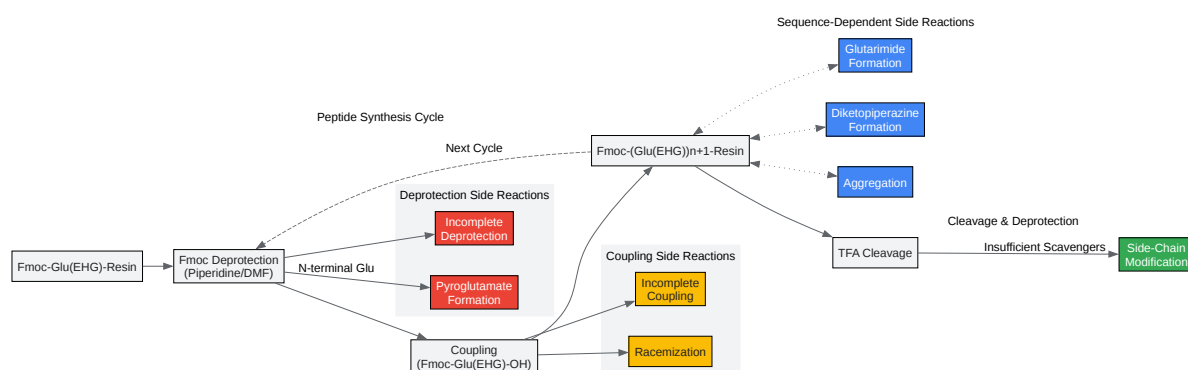 Sequence-Dependent Side Reactions
Glutarimide
Formation
Peptide Synthesis Cycle
Diketopiperazine
Formation
Next Cycle
Fmoc-(Glu(EHG))n+1-Resin
Aggregation
Deprotection Side Reactions
Incomplete
Deprotection
Cleavage & Deprotection
Fmoc-Glu(EHG)-Resin
Fmoc Deprotection
(Piperidine/DMF)
N-terminal Glu
Pyroglutamate
Formation
Coupling Side Reactions
Incomplete
Coupling
TFA Cleavage
Insufficient Scavengers
Side-Chain
Modification
Coupling
(Fmoc-Glu(EHG)-OH)
Racemization